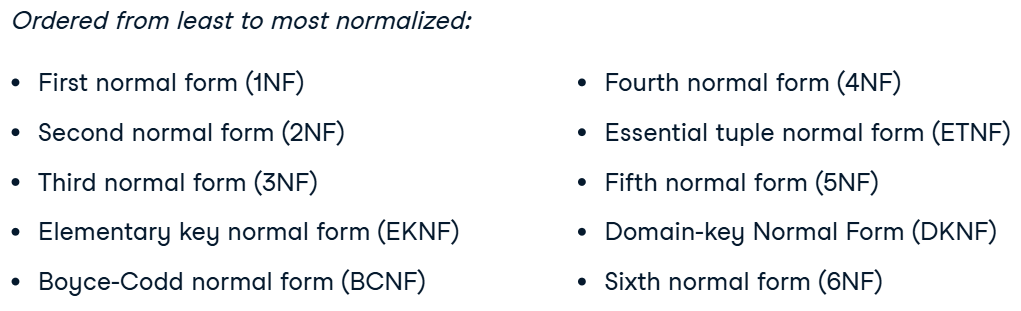 Ordered from least to most normalized:
• First normal form (1NF)
• Second normal form (2NF)
• Third normal form (3NF)
• Elementary key normal form (EKNF)
• Boyce-Codd normal form (BCNF)
• Fourth normal form (4NF)
• Essential tuple normal form (ETNF)
• Fifth normal form (5NF)
• Domain-key Normal Form (DKNF)
• Sixth normal form (6NF)